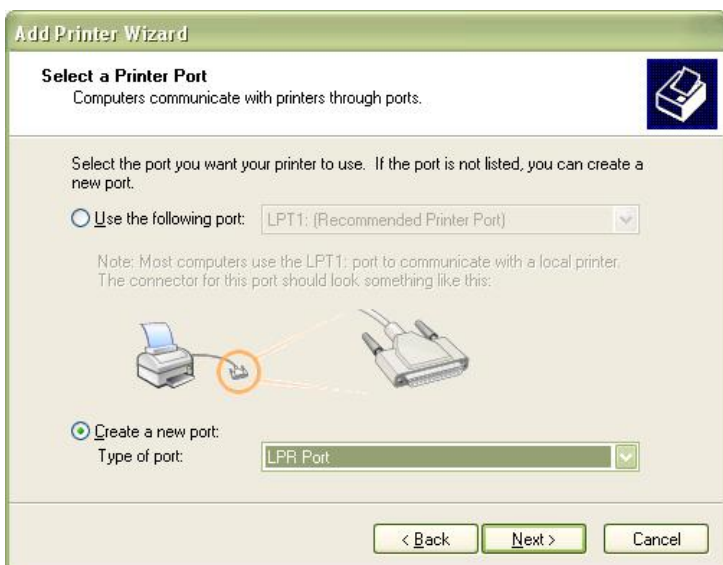 Add Printer Wizard
Select a Printer Port
Computers communicate with printers through ports.
Select the port you want your printer to use.  If the port is not listed, you can create a
new port.
Use the following port: LPT1: (Recommended Printer Port)
Note: Most computers use the LPT1: port to communicate with a local printer.
The connector for this port should look something like this:
Create a new port:
Type of port: LPR Port
< Back Next > Cancel